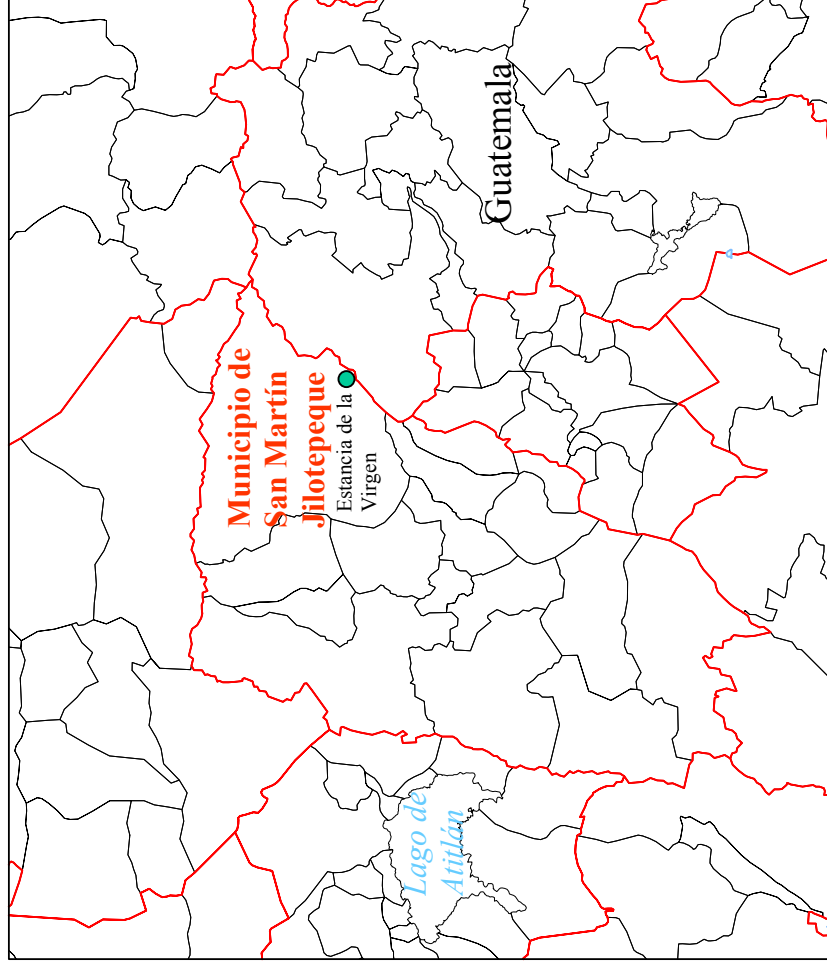 Municipio de
San Martín
Jilotepeque
Estancia de la
Virgen
Guatemala
Lago de
Atitlán